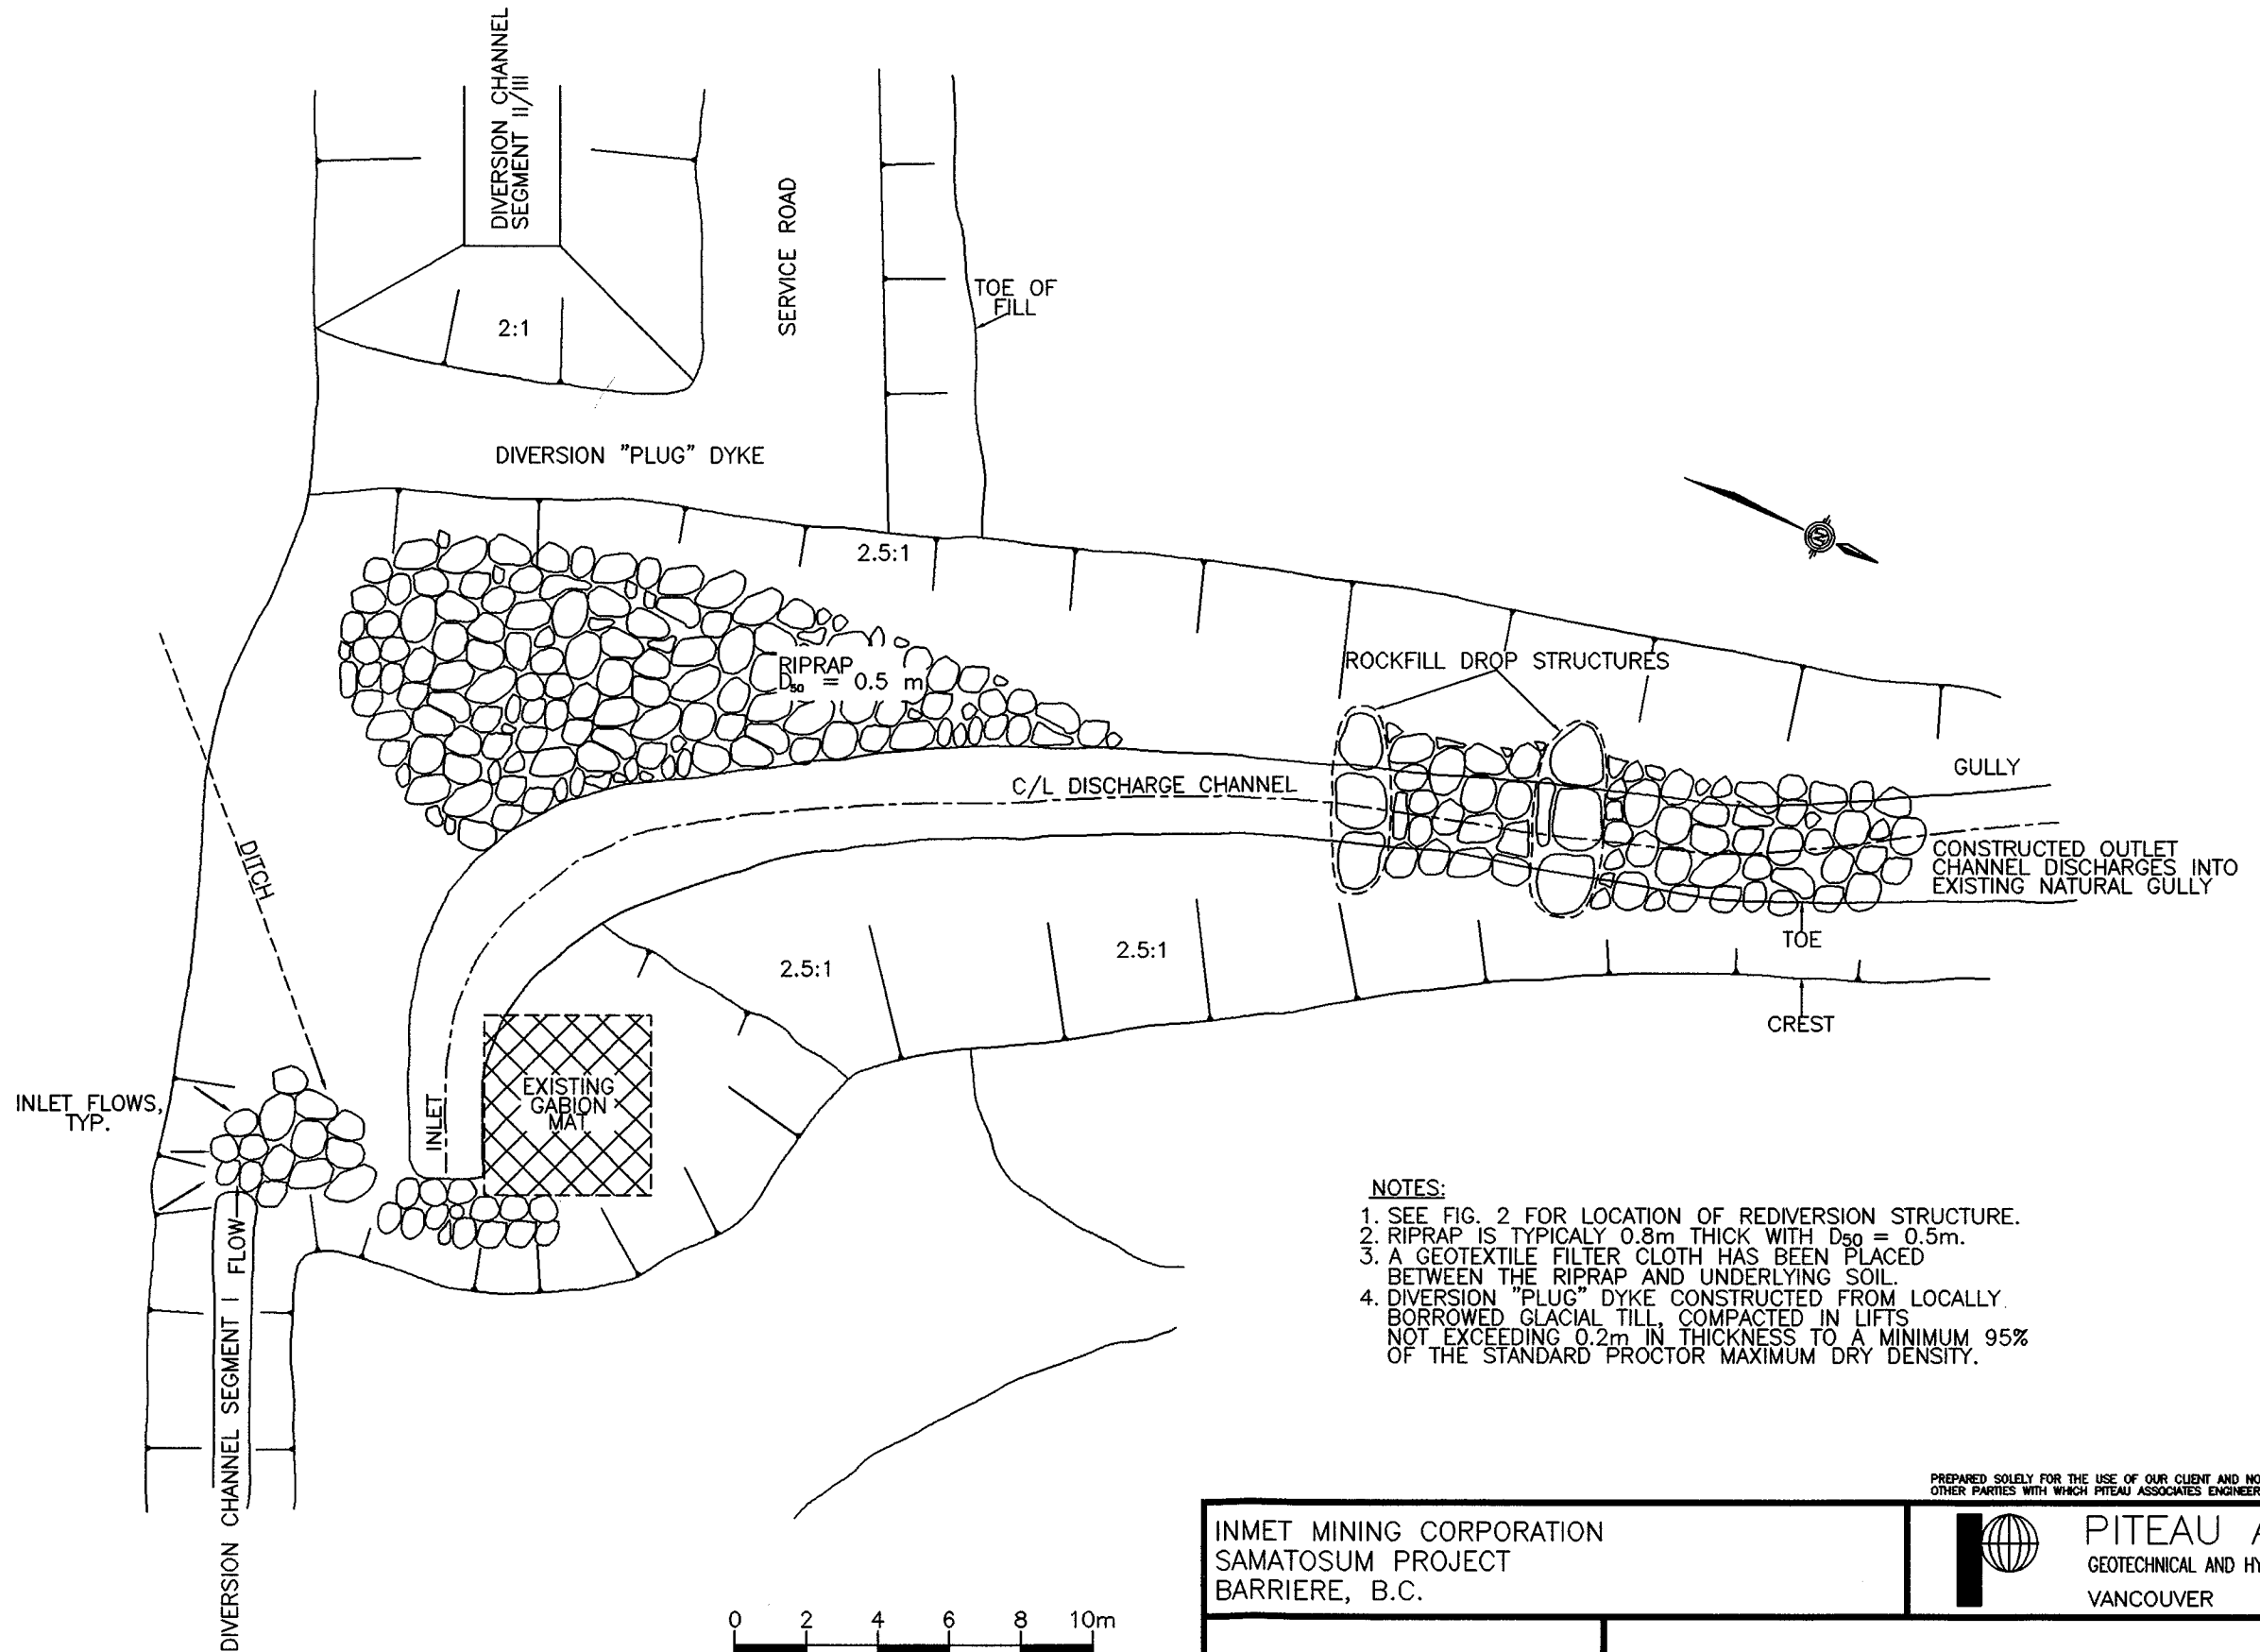 DIVERSION CHANNEL
SEGMENT II/III
SERVICE ROAD
TOE OF
FILL
2:1
DIVERSION "PLUG" DYKE
2.5:1
N
RIPRAP
D50 = 0.5 m
ROCKFILL DROP STRUCTURES
GULLY
C/L DISCHARGE CHANNEL
DITCH
CONSTRUCTED OUTLET
CHANNEL DISCHARGES INTO
EXISTING NATURAL GULLY
TOE
2.5:1
2.5:1
CREST
INLET FLOWS,
TYP.
INLET
EXISTING
GABION
MAT
DIVERSION CHANNEL SEGMENT I FLOW
NOTES:
1. SEE FIG. 2 FOR LOCATION OF REDIVERSION STRUCTURE.
2. RIPRAP IS TYPICALY 0.8m THICK WITH D50 = 0.5m.
3. A GEOTEXTILE FILTER CLOTH HAS BEEN PLACED
BETWEEN THE RIPRAP AND UNDERLYING SOIL.
4. DIVERSION "PLUG" DYKE CONSTRUCTED FROM LOCALLY
BORROWED GLACIAL TILL, COMPACTED IN LIFTS
NOT EXCEEDING 0.2m IN THICKNESS TO A MINIMUM 95%
OF THE STANDARD PROCTOR MAXIMUM DRY DENSITY.
PREPARED SOLELY FOR THE USE OF OUR CLIENT AND NO
OTHER PARTIES WITH WHICH PITEAU ASSOCIATES ENGINEER
INMET MINING CORPORATION
SAMATOSUM PROJECT
BARRIERE, B.C.
PITEAU A
GEOTECHNICAL AND HY
VANCOUVER
0 2 4 6 8 10m